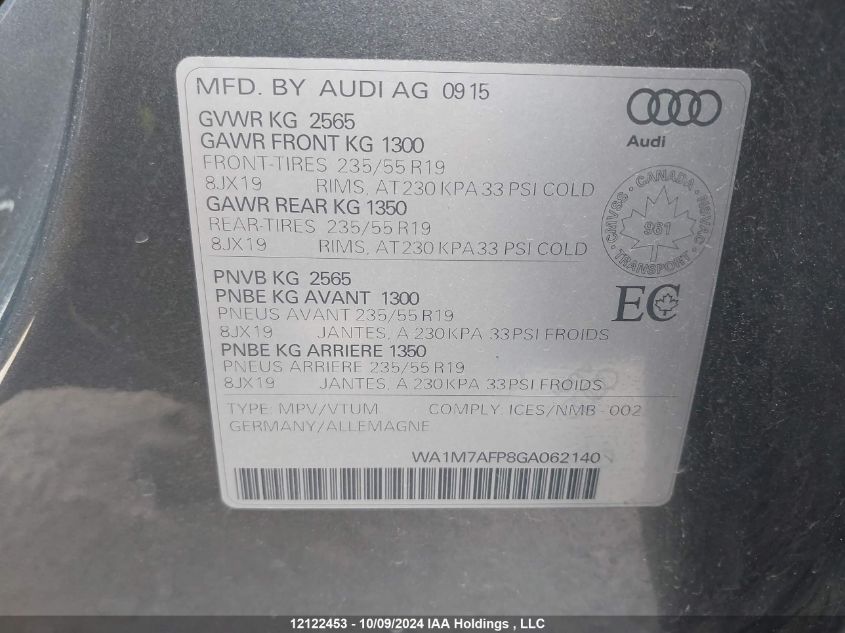 MFD. BY AUDI AG 0915
GVWR KG 2565
GAWR FRONT KG 1300
FRONT-TIRES 235/55 R19
8JX19 RIMS, AT 230 KPA 33 PSI COLD
GAWR REAR KG 1350
REAR-TIRES 235/55 R19
8JX19 RIMS, AT 230 KPA 33 PSI COLD
Audi
CANADA
CMVSS - NSVAC
961
TRANSPORT
PNVB KG 2565
PNBE KG AVANT 1300
PNEUS AVANT 235/55 R19
8JX19 JANTES, A 230 KPA 33 PSI FROIDS
PNBE KG ARRIERE 1350
PNEUS ARRIERE 235/55 R19
8JX19 JANTES, A 230 KPA 33 PSI FROIDS
EC
TYPE: MPV/VTUM COMPLY. ICES/NMB - 002
GERMANY/ALLEMAGNE
WA1M7AFP8GA062140
12122453 - 10/09/2024 IAA Holdings , LLC